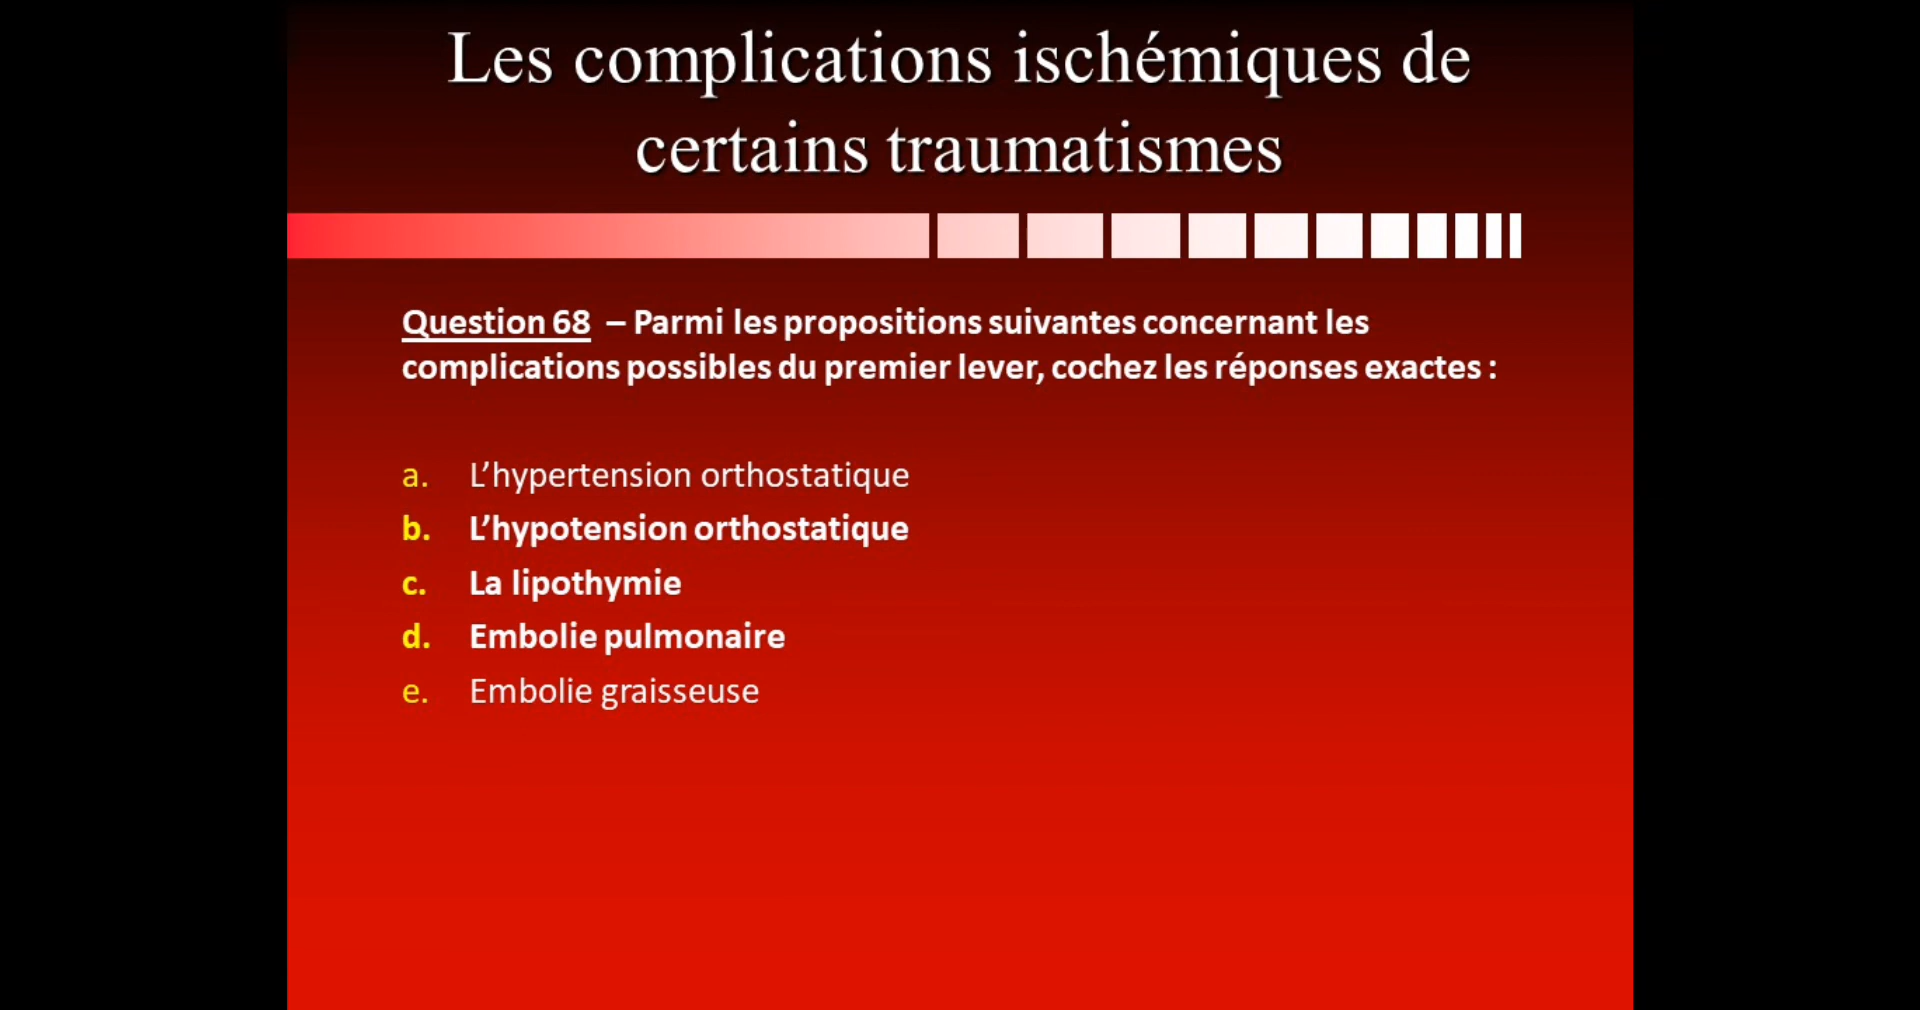 Les complications ischémiques de
certains traumatismes
Question 68 – Parmi les propositions suivantes concernant les
complications possibles du premier lever, cochez les réponses exactes :
a. L’hypertension orthostatique
b. L’hypotension orthostatique
c. La lipothymie
d. Embolie pulmonaire
e. Embolie graisseuse